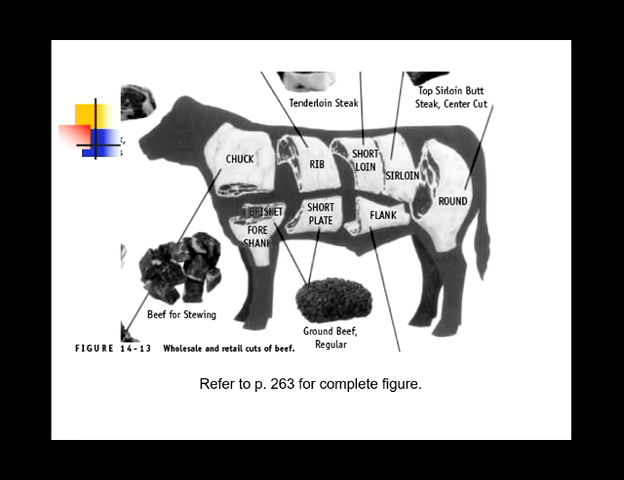 Tenderloin Steak
Top Sirloin Butt
Steak, Center Cut
CHUCK
RIB
SHORT
LOIN
SIRLOIN
ROUND
BRISKET
SHORT
PLATE
FLANK
FORE
SHANK
Beef for Stewing
Ground Beef,
Regular
FIGURE 14-13 Wholesale and retail cuts of beef.
Refer to p. 263 for complete figure.